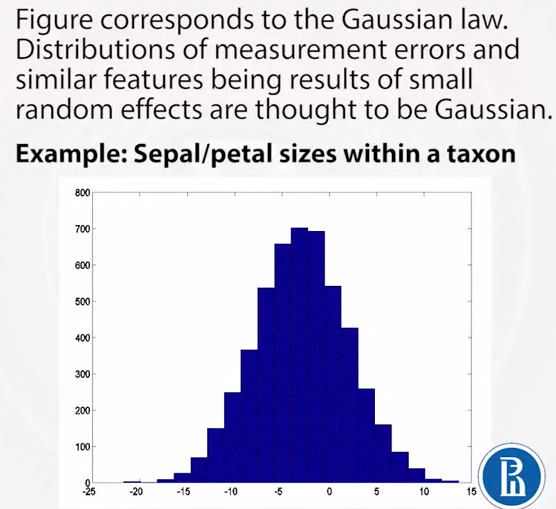 Figure corresponds to the Gaussian law.
Distributions of measurement errors and
similar features being results of small
random effects are thought to be Gaussian.
Example: Sepal/petal sizes within a taxon
800
700
600
500
400
300
200
100
0
-25 -20 -15 -10 -5 0 5 10 15